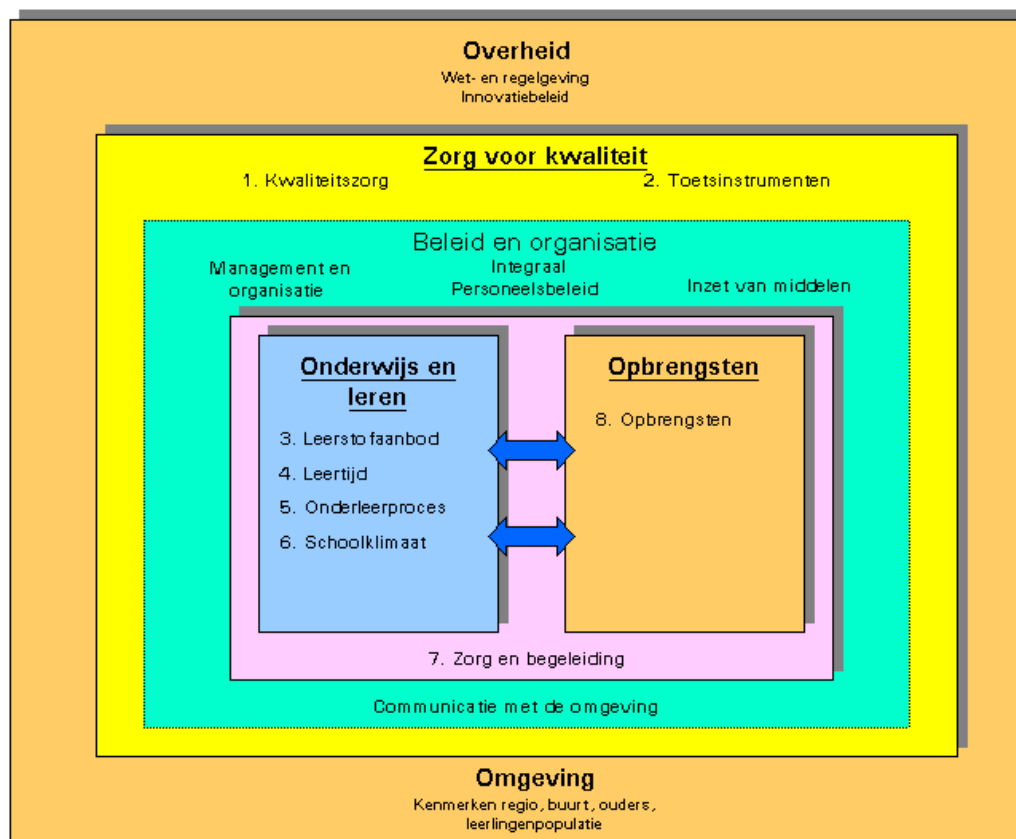 Overheid
Wet- en regelgeving
Innovatiebeleid
Zorg voor kwaliteit
1. Kwaliteitszorg
2. Toetsinstrumenten
Beleid en organisatie
Management en
organisatie
Integraal
Personeelsbeleid
Inzet van middelen
Onderwijs en
leren
3. Leerstofaanbod
4. Leertijd
5. Onderleerproces
6. Schoolklimaat
Opbrengsten
8. Opbrengsten
7. Zorg en begeleiding
Communicatie met de omgeving
Omgeving
Kenmerken regio, buurt, ouders,
leerlingenpopulatie